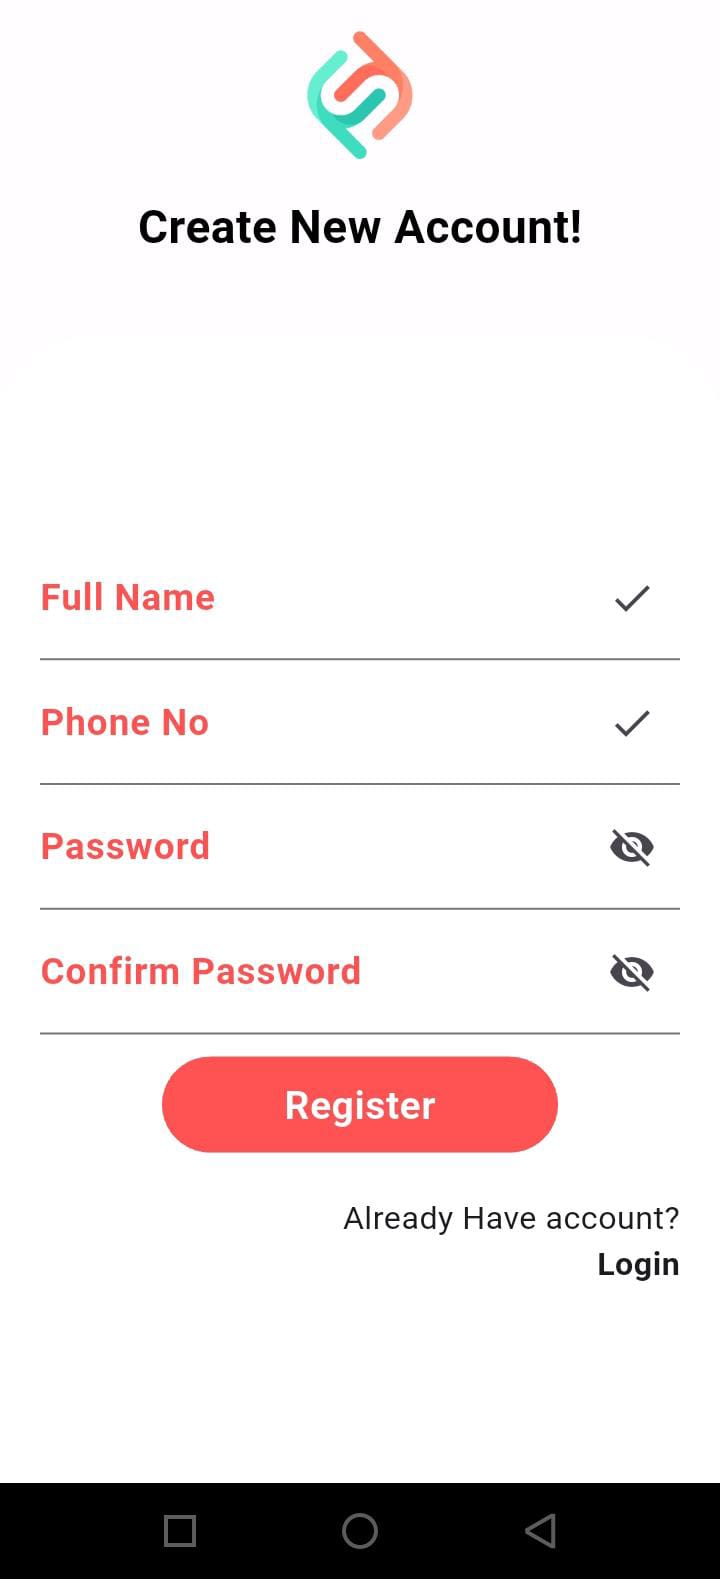 Create New Account!
Full Name
Phone No
Password
Confirm Password
Register
Already Have account?
Login